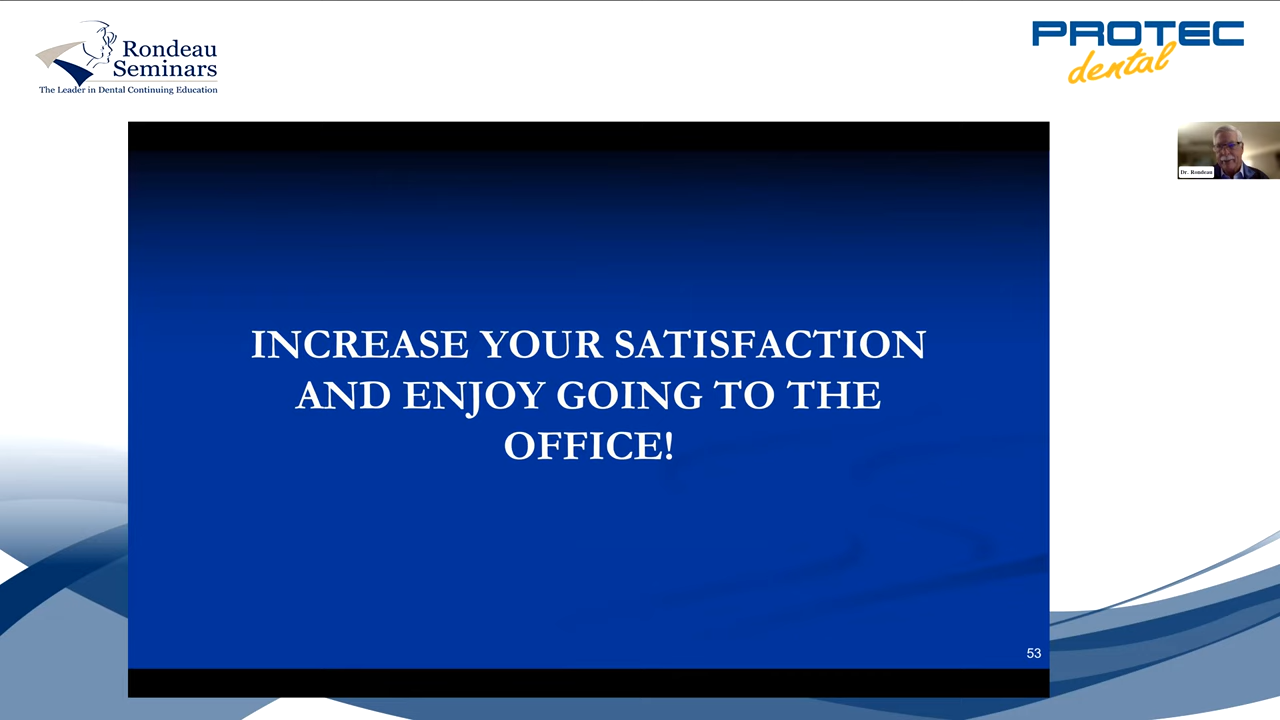 Rondeau
Seminars
The Leader in Dental Continuing Education
PROTEC
dental
Dr. Rondeau
INCREASE YOUR SATISFACTION
AND ENJOY GOING TO THE
OFFICE!
53